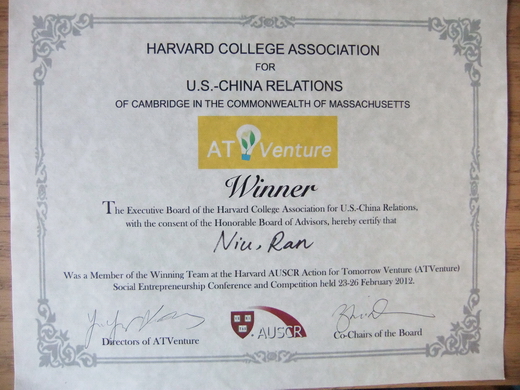 HARVARD COLLEGE ASSOCIATION
FOR
U.S.-CHINA RELATIONS
OF CAMBRIDGE IN THE COMMONWEALTH OF MASSACHUSETTS
AT Venture
Winner
The Executive Board of the Harvard College Association for U.S.-China Relations,
with the consent of the Honorable Board of Advisors, hereby certify that
Niu, Ran
Was a Member of the Winning Team at the Harvard AUSCR Action for Tomorrow Venture (ATVenture)
Social Entrepreneurship Conference and Competition held 23-26 February 2012.
AUSCR
Directors of ATVenture
Co-Chairs of the Board